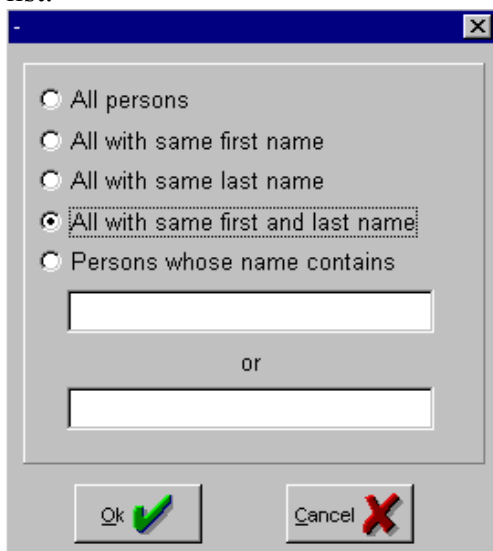 -
All persons
All with same first name
All with same last name
All with same first and last name
Persons whose name contains
or
Ok
Cancel